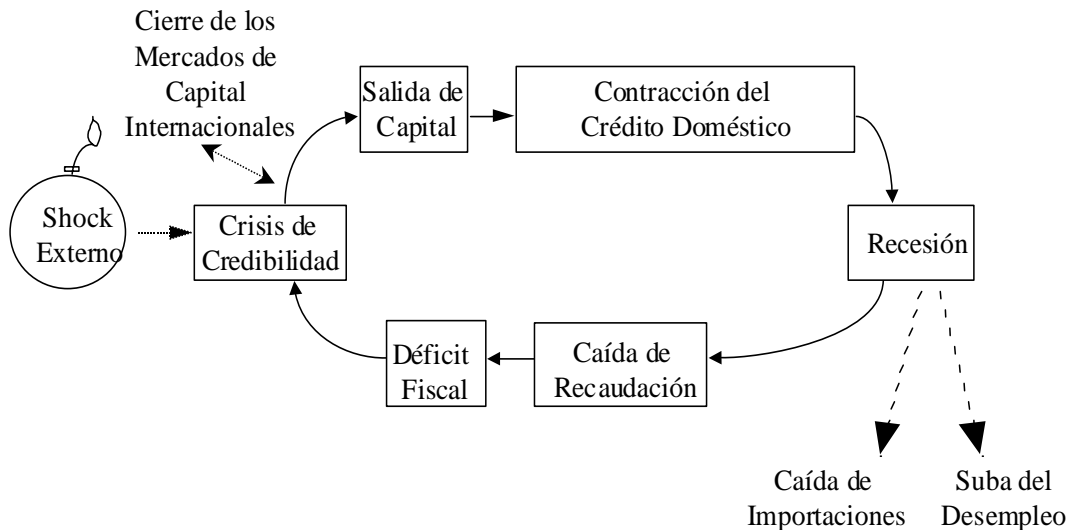 Cierre de los
Mercados de
Capital
Internacionales
Salida de
Capital
Contracción del
Crédito Doméstico
Shock
Externo
Crisis de
Credibilidad
Recesión
Déficit
Fiscal
Caída de
Recaudación
Caída de
Importaciones
Suba del
Desempleo